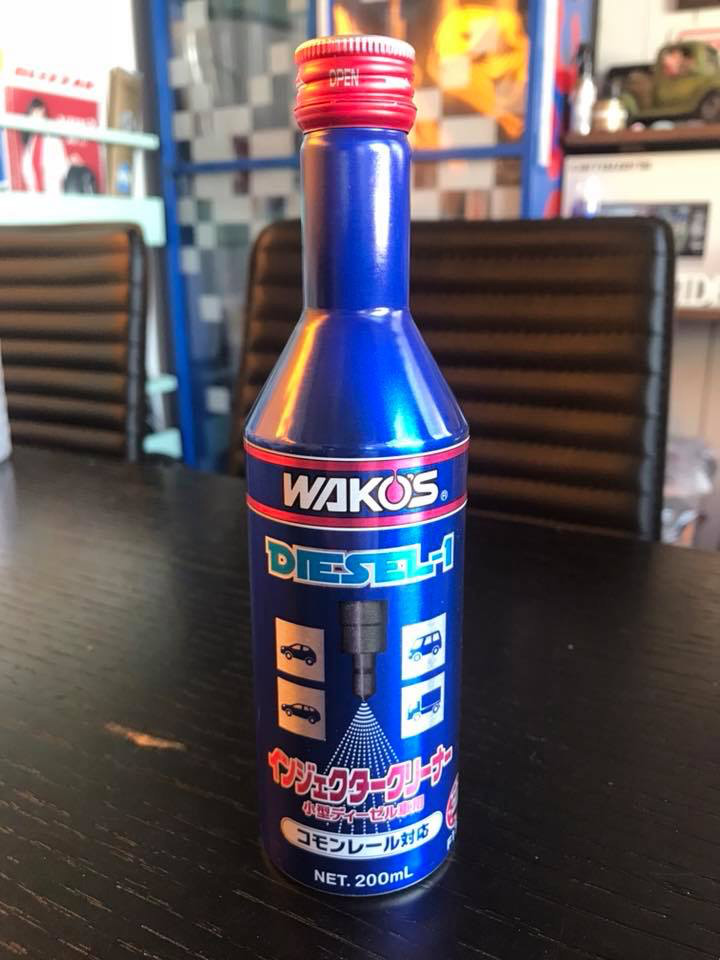 OPEN
WAKO'S®
DIESEL-1
インジェクタークリーナー
小型ディーゼル車用
コモンレール対応
NET. 200mL